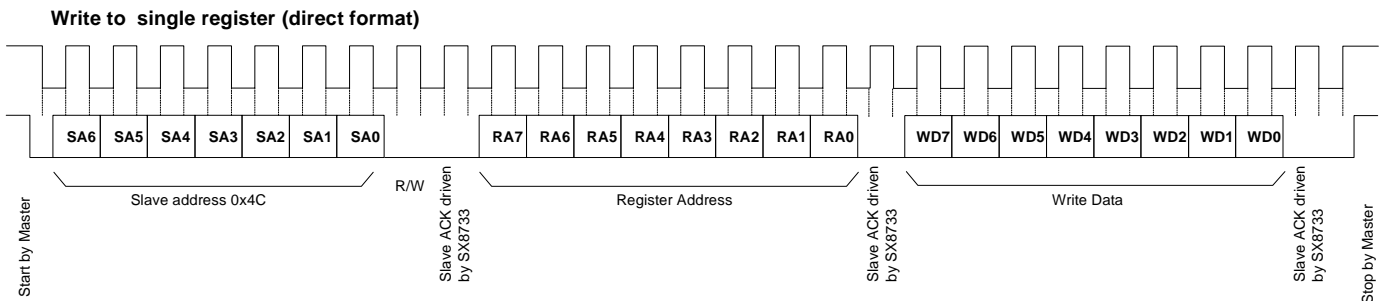 Write to single register (direct format)
SA6 SA5 SA4 SA3 SA2 SA1 SA0 RA7 RA6 RA5 RA4 RA3 RA2 RA1 RA0 WD7 WD6 WD5 WD4 WD3 WD2 WD1 WD0
Start by Master
Slave address 0x4C
R/W
Slave ACK driven
by SX8733
Register Address
Slave ACK driven
by SX8733
Write Data
Slave ACK driven
by SX8733
Stop by Master